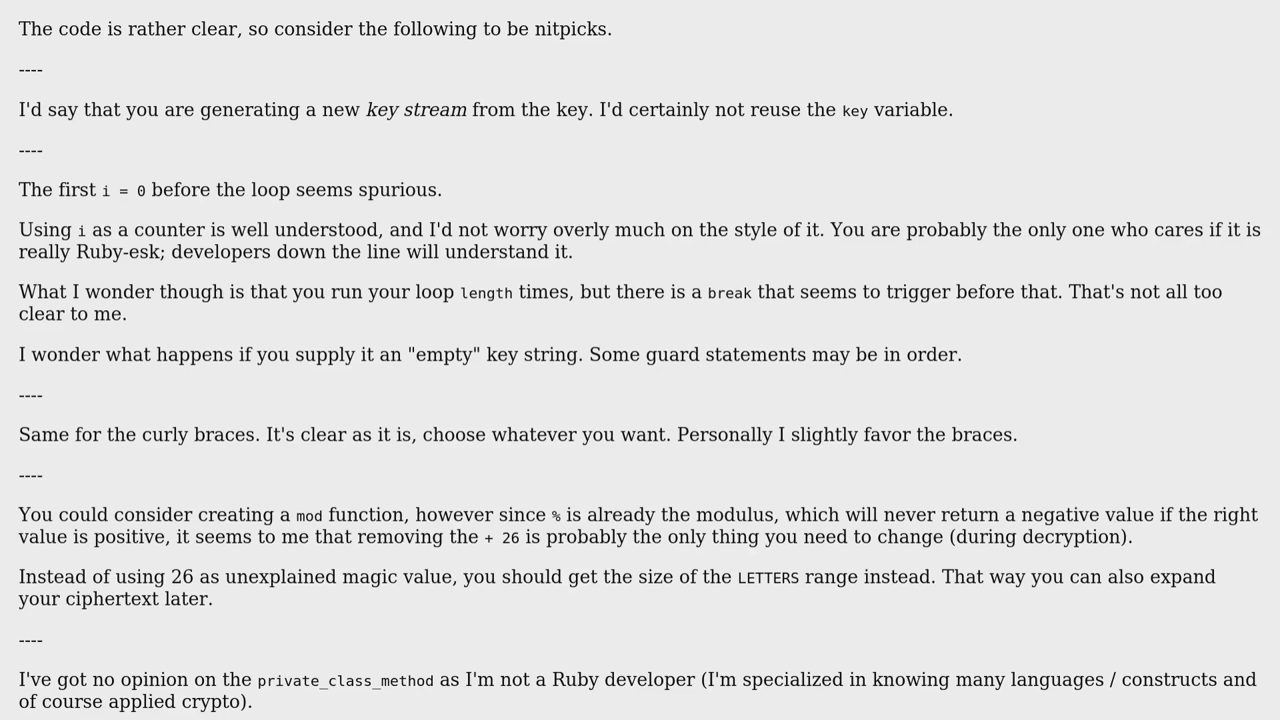 The code is rather clear, so consider the following to be nitpicks.
----
I'd say that you are generating a new key stream from the key. I'd certainly not reuse the key variable.
----
The first i = 0 before the loop seems spurious.
Using i as a counter is well understood, and I'd not worry overly much on the style of it. You are probably the only one who cares if it is
really Ruby-esk; developers down the line will understand it.
What I wonder though is that you run your loop length times, but there is a break that seems to trigger before that. That's not all too
clear to me.
I wonder what happens if you supply it an "empty" key string. Some guard statements may be in order.
----
Same for the curly braces. It's clear as it is, choose whatever you want. Personally I slightly favor the braces.
----
You could consider creating a mod function, however since % is already the modulus, which will never return a negative value if the right
value is positive, it seems to me that removing the + 26 is probably the only thing you need to change (during decryption).
Instead of using 26 as unexplained magic value, you should get the size of the LETTERS range instead. That way you can also expand
your ciphertext later.
----
I've got no opinion on the private_class_method as I'm not a Ruby developer (I'm specialized in knowing many languages / constructs and
of course applied crypto).